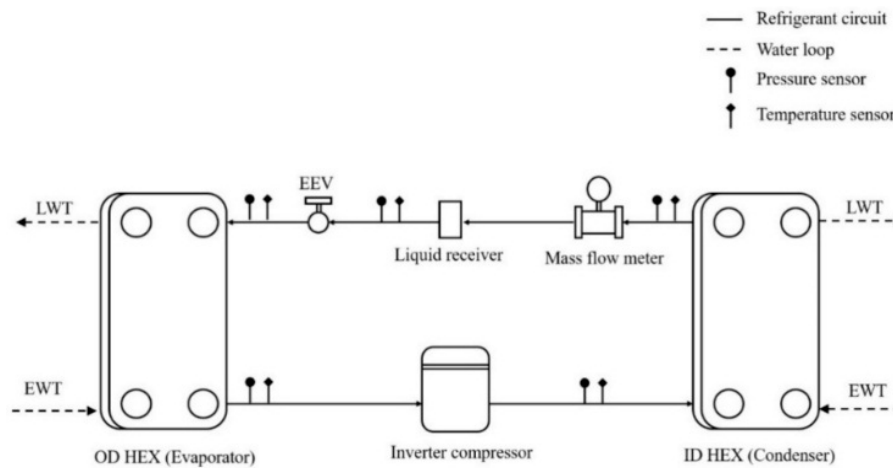 Refrigerant circuit
Water loop
Pressure sensor
Temperature sensor
EEV
LWT
LWT
Liquid receiver
Mass flow meter
EWT
EWT
OD HEX (Evaporator)
Inverter compressor
ID HEX (Condenser)